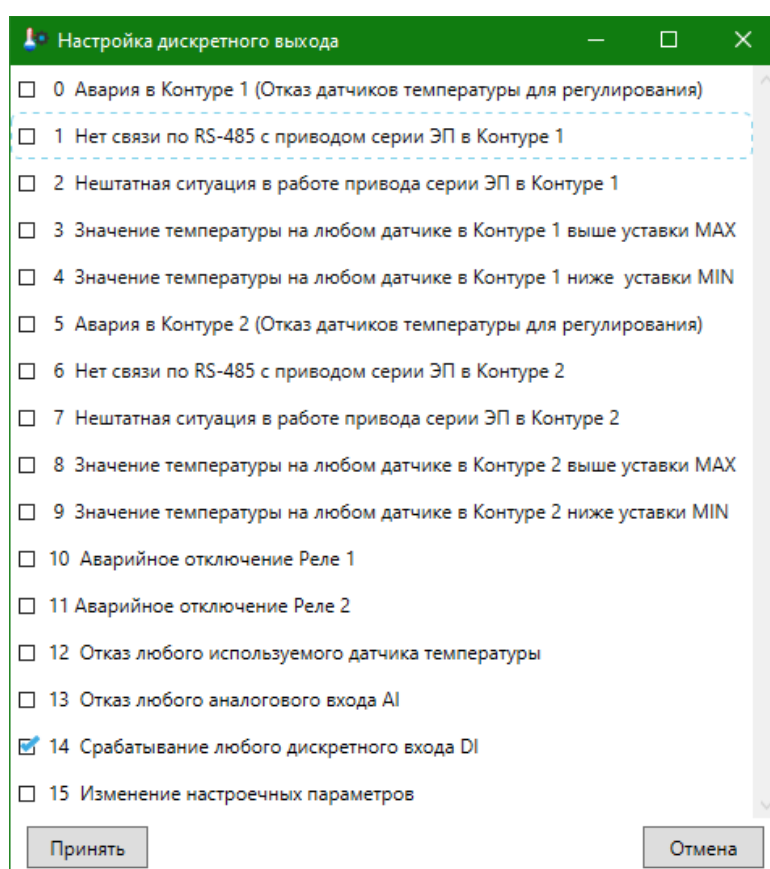 Настройка дискретного выхода
0 Авария в Контуре 1 (Отказ датчиков температуры для регулирования)
1 Нет связи по RS-485 с приводом серии ЭП в Контуре 1
2 Нештатная ситуация в работе привода серии ЭП в Контуре 1
3 Значение температуры на любом датчике в Контуре 1 выше уставки MAX
4 Значение температуры на любом датчике в Контуре 1 ниже уставки MIN
5 Авария в Контуре 2 (Отказ датчиков температуры для регулирования)
6 Нет связи по RS-485 с приводом серии ЭП в Контуре 2
7 Нештатная ситуация в работе привода серии ЭП в Контуре 2
8 Значение температуры на любом датчике в Контуре 2 выше уставки MAX
9 Значение температуры на любом датчике в Контуре 2 ниже уставки MIN
10 Аварийное отключение Реле 1
11 Аварийное отключение Реле 2
12 Отказ любого используемого датчика температуры
13 Отказ любого аналогового входа AI
14 Срабатывание любого дискретного входа DI
15 Изменение настроечных параметров
Принять Отмена